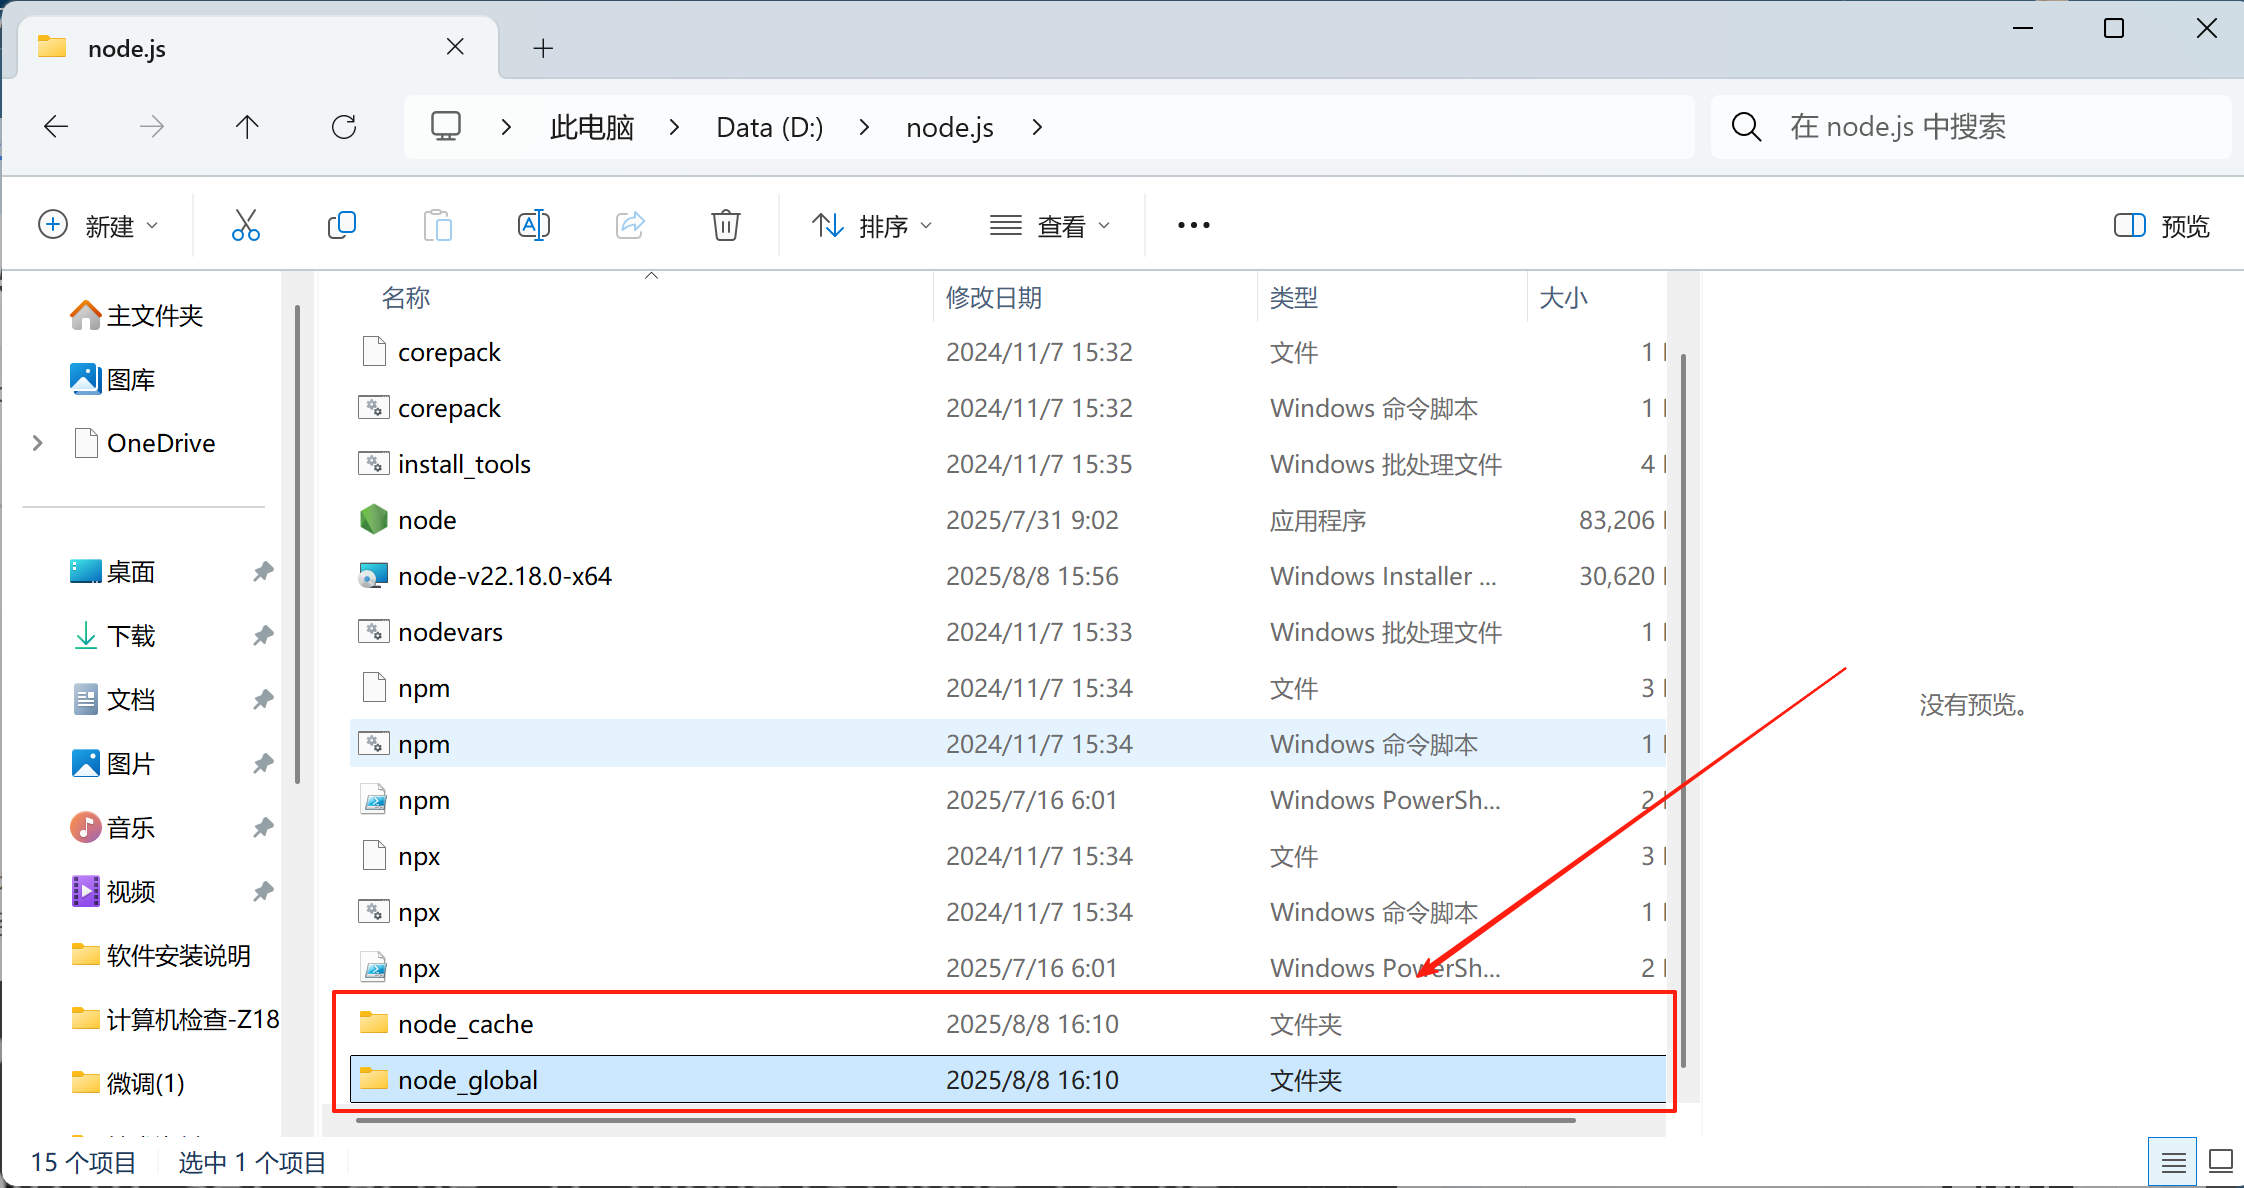 node.js
此电脑 Data (D:) node.js
在 node.js 中搜索
新建 排序 查看 预览
主文件夹
图库
OneDrive
桌面
下载
文档
图片
音乐
视频
软件安装说明
计算机检查-Z18
微调(1)
名称 修改日期 类型 大小
corepack 2024/11/7 15:32 文件 1
corepack 2024/11/7 15:32 Windows 命令脚本 1
install_tools 2024/11/7 15:35 Windows 批处理文件 4
node 2025/7/31 9:02 应用程序 83,206
node-v22.18.0-x64 2025/8/8 15:56 Windows Installer ... 30,620
nodevars 2024/11/7 15:33 Windows 批处理文件 1
npm 2024/11/7 15:34 文件 3
npm 2024/11/7 15:34 Windows 命令脚本 1
npm 2025/7/16 6:01 Windows PowerSh... 2
npx 2024/11/7 15:34 文件 3
npx 2024/11/7 15:34 Windows 命令脚本 1
npx 2025/7/16 6:01 Windows PowerSh... 2
node_cache 2025/8/8 16:10 文件夹
node_global 2025/8/8 16:10 文件夹
没有预览。
15 个项目 选中 1 个项目